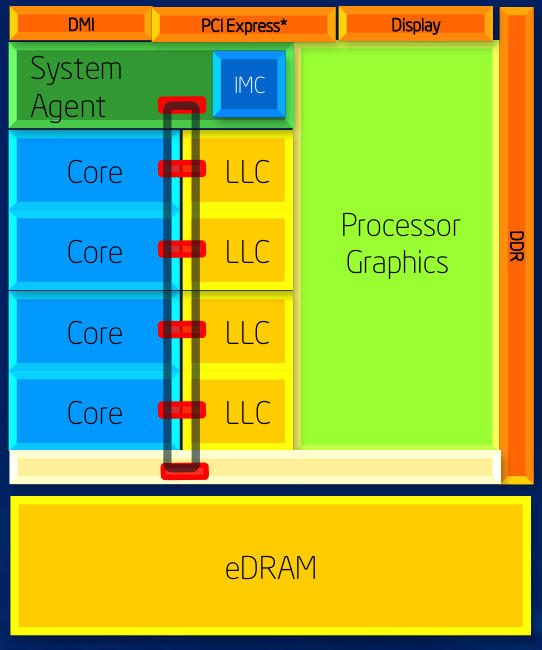 DMI
PCI Express*
Display
System
Agent
IMC
Core
LLC
Core
LLC
Core
LLC
Core
LLC
Processor
Graphics
DDR
eDRAM